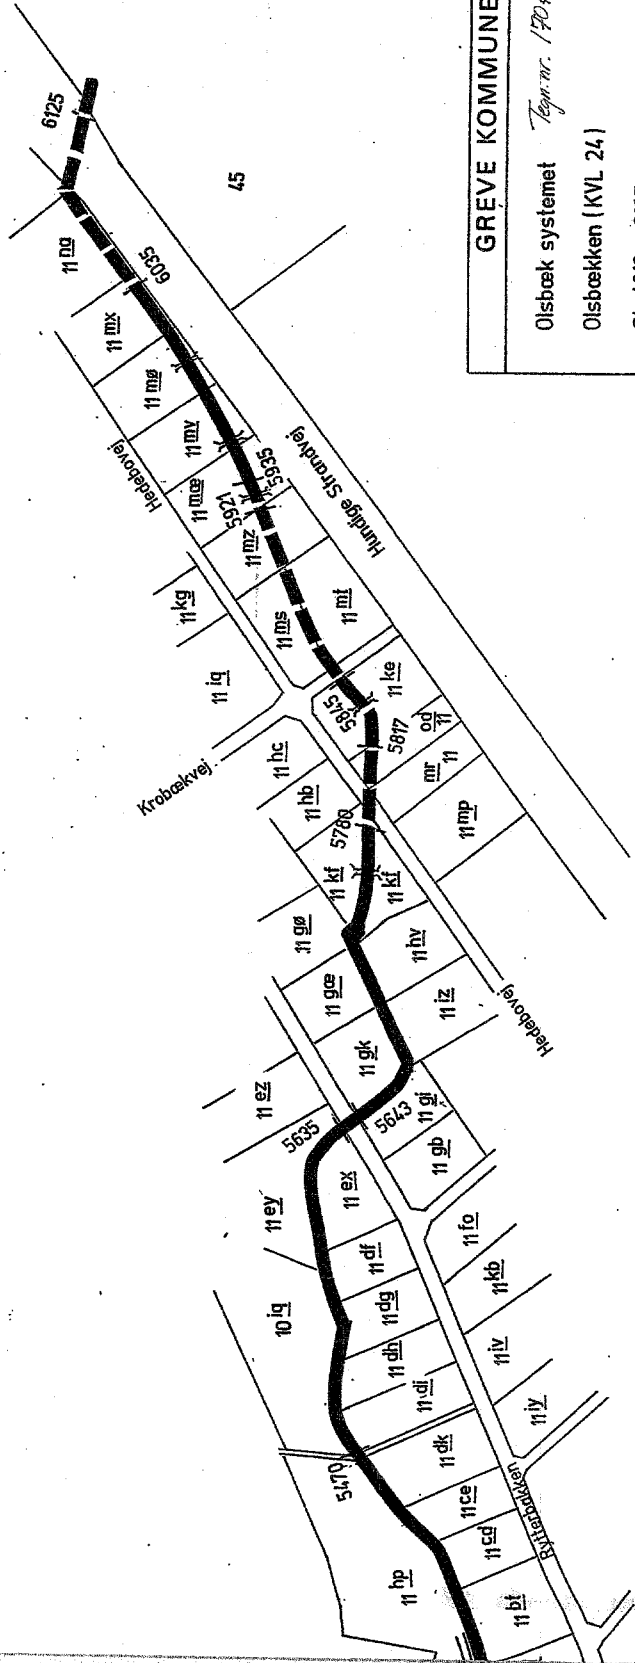 GREVE KOMMUNE
Olsbæk systemet Tegn. nr.
Olsbækken (KVL 24)
6125
45
11 na
6035
11 mx
11 mø
Hedebovej
11 my
11 mæ
5935
5921
Hundige Strandvej
11 mz
11 kg
11 ms
11 mt
11 iq
11 ke
5845
od
11
5817
11 hc
Krobækvej
mr 11
11 hb
11 mp
5780
11 kf
11 kf
11 gø
11 hv
11 gæ
11 iz
Hedebovej
11 gk
11 ez
5643
11 gi
5635
11 gb
11 ex
11 ey
11 fo
11 df
10 iq
11 kb
11 dg
11 dh
11 iv
11 di
11 iy
5470
11 dk
11 ce
Rytterbakken
11 cd
11 hp
11 bt